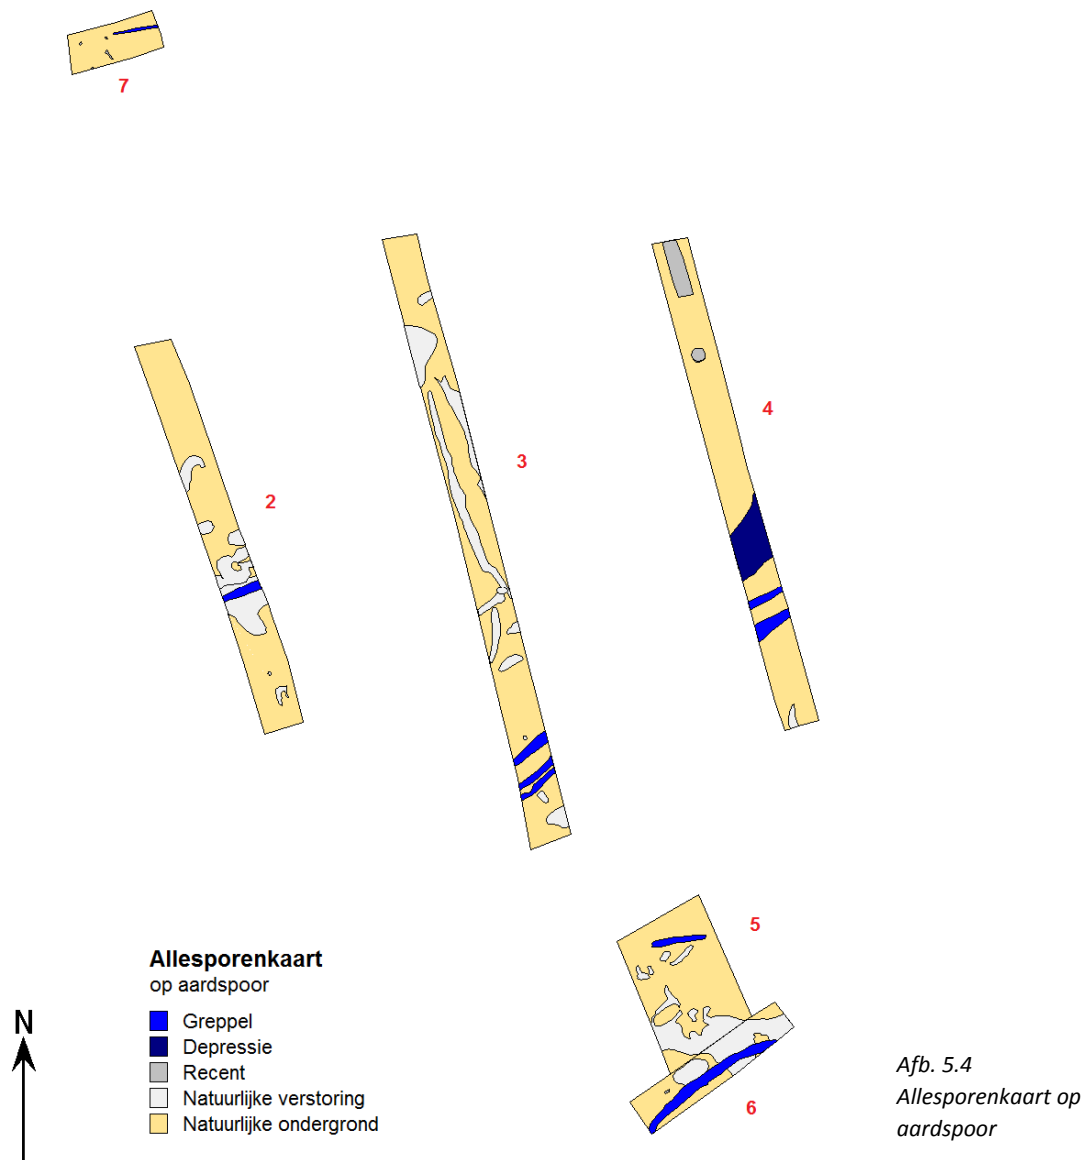 7
4
3
2
5
Allesporenkaart
op aardspoor
N
Greppel
Depressie
Recent
Natuurlijke verstoring
Natuurlijke ondergrond
6
Afb. 5.4
Allesporenkaart op
aardspoor